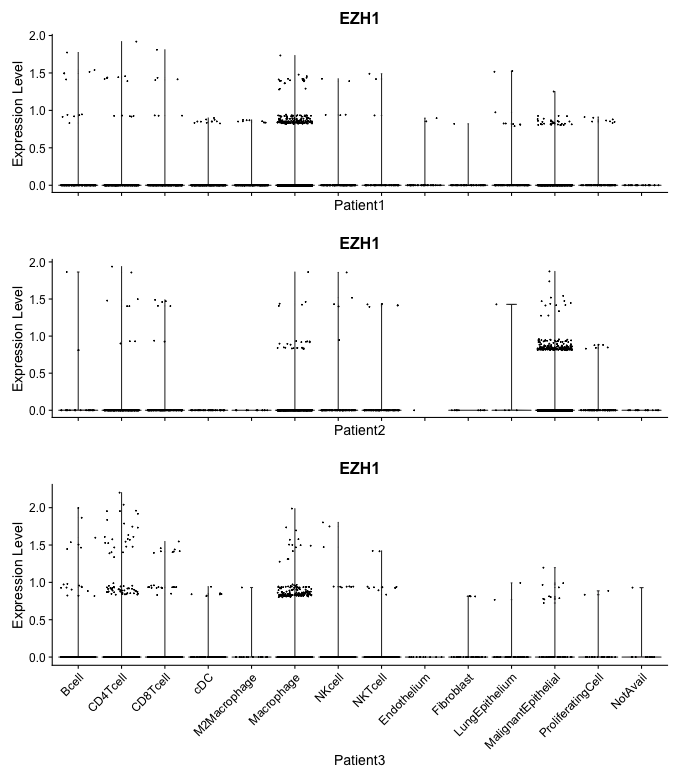 EZH1
Expression Level
2.0
1.5
1.0
0.5
0.0
Patient1
EZH1
Expression Level
2.0
1.5
1.0
0.5
0.0
Patient2
EZH1
Expression Level
2.0
1.5
1.0
0.5
0.0
Bcell
CD4Tcell
CD8Tcell
cDC
M2Macrophage
Macrophage
NKcell
NKTcell
Endothelium
Fibroblast
LungEpithelium
MalignantEpithelial
ProliferatingCell
NotAvail
Patient3